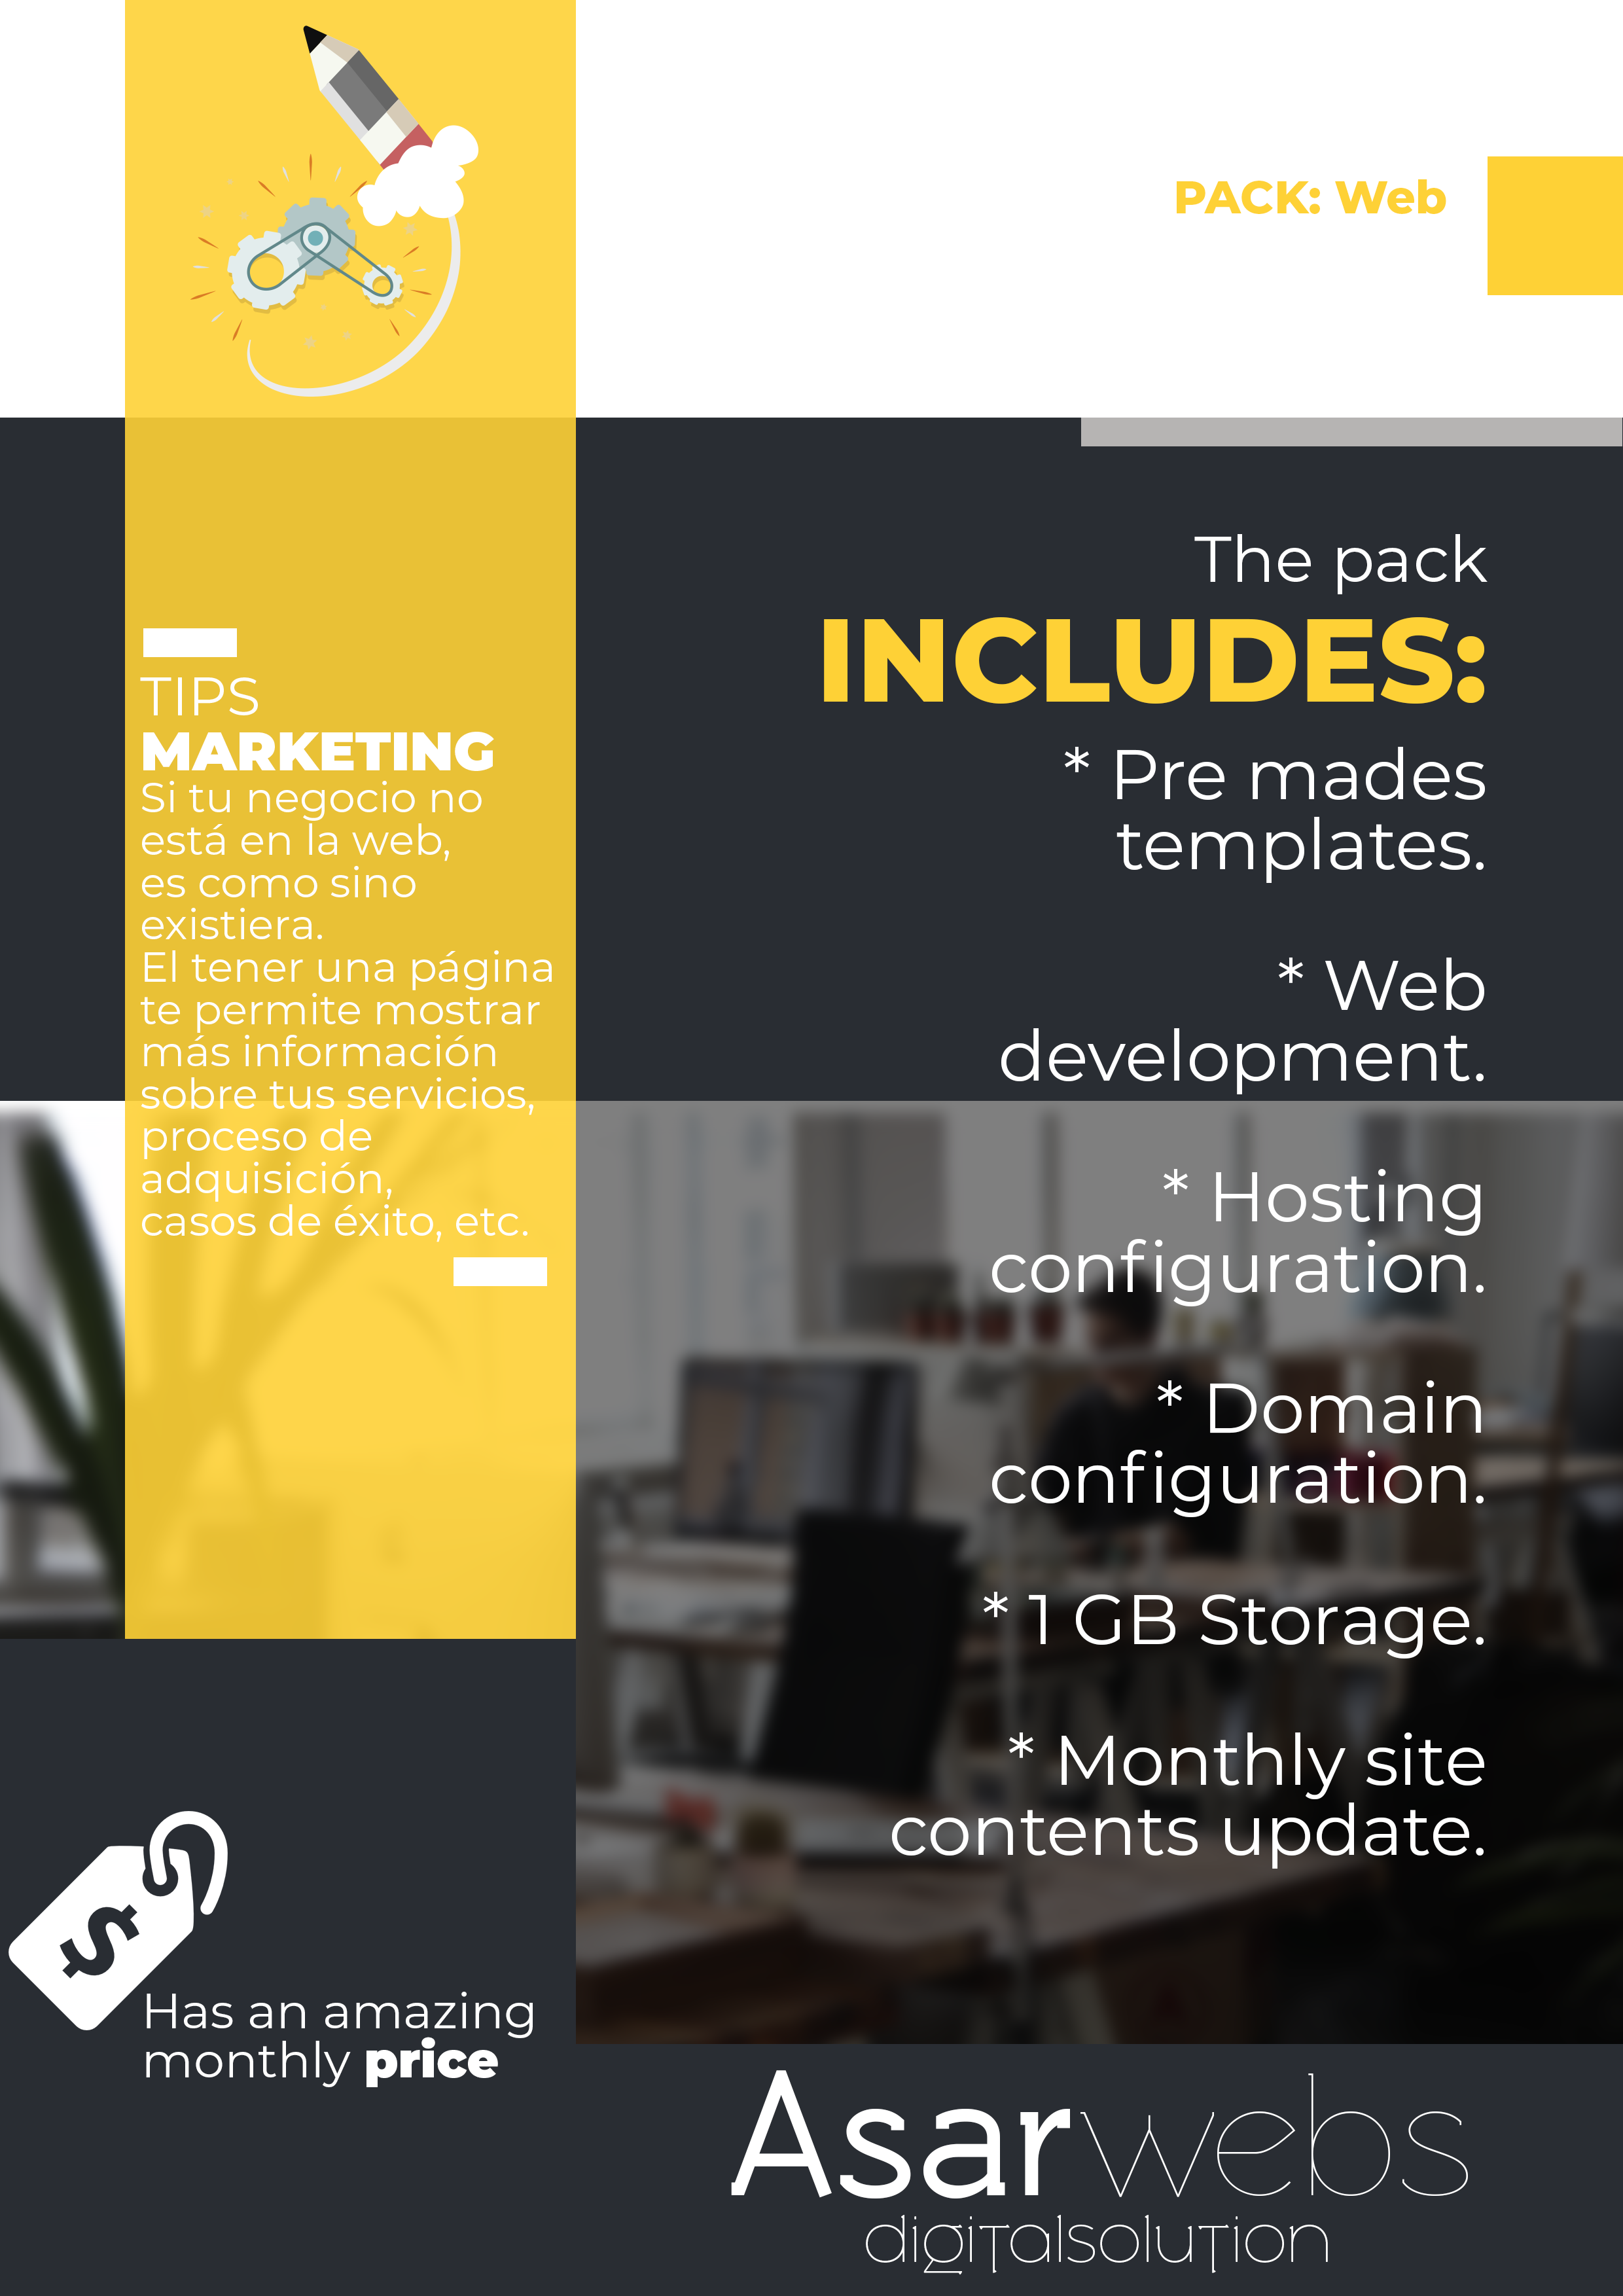 PACK: Web
The pack
INCLUDES:
* Pre mades
templates.
* Web
development.
* Hosting
configuration.
* Domain
configuration.
* 1 GB Storage.
* Monthly site
contents update.
TIPS
MARKETING
Si tu negocio no
está en la web,
es como sino
existiera.
El tener una página
te permite mostrar
más información
sobre tus servicios,
proceso de
adquisición,
casos de éxito, etc.
$
Has an amazing
monthly price
Asarwebs
digitalsolution